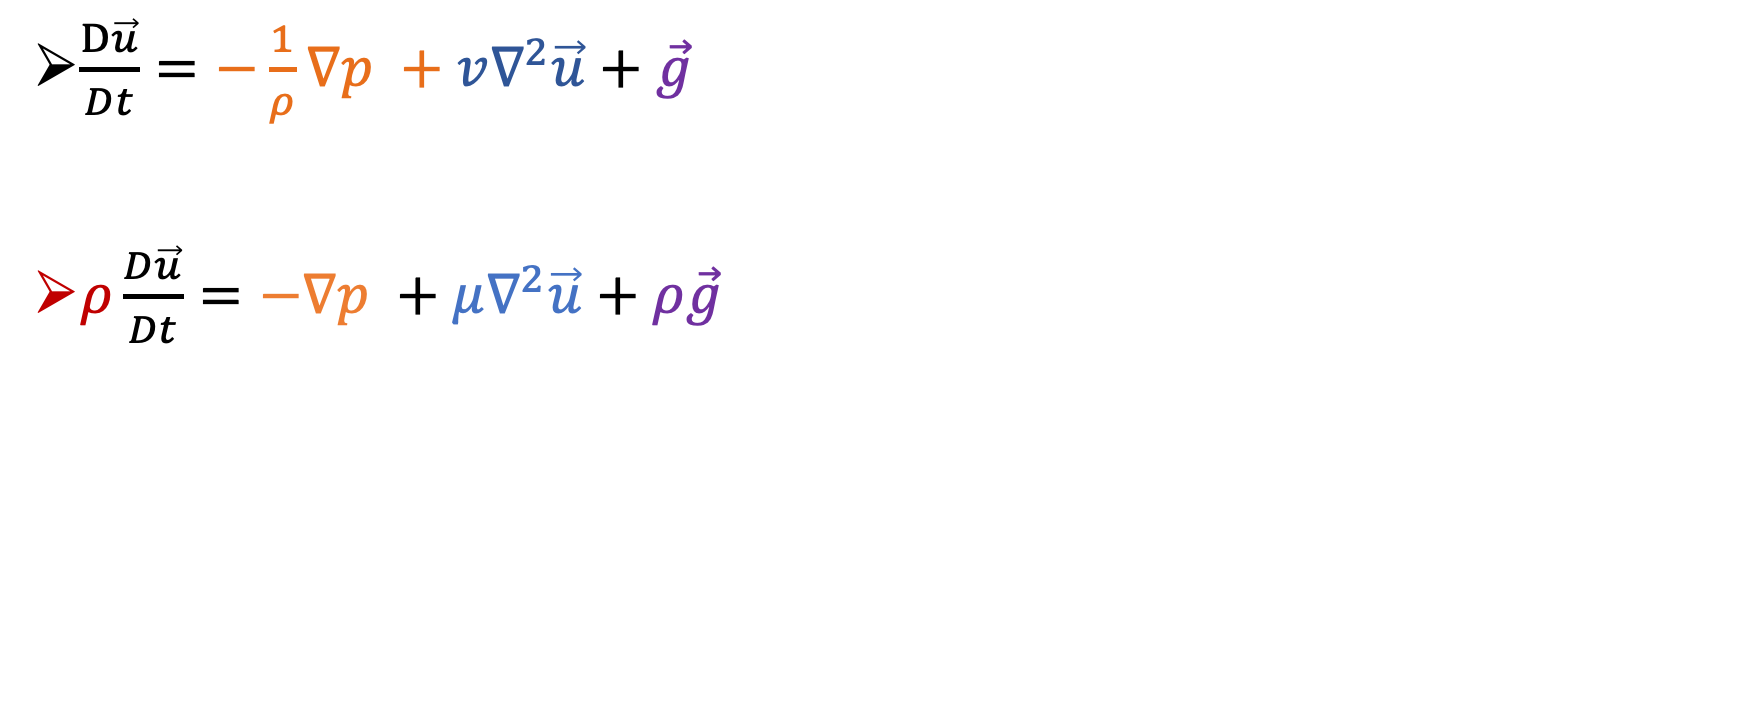 ➢ D𝑢⃗/𝐷𝑡 = − 1/𝜌 ∇𝑝 + 𝜈∇²𝑢⃗ + 𝑔⃗
➢ 𝜌 𝐷𝑢⃗/𝐷𝑡 = −∇𝑝 + 𝜇∇²𝑢⃗ + 𝜌𝑔⃗